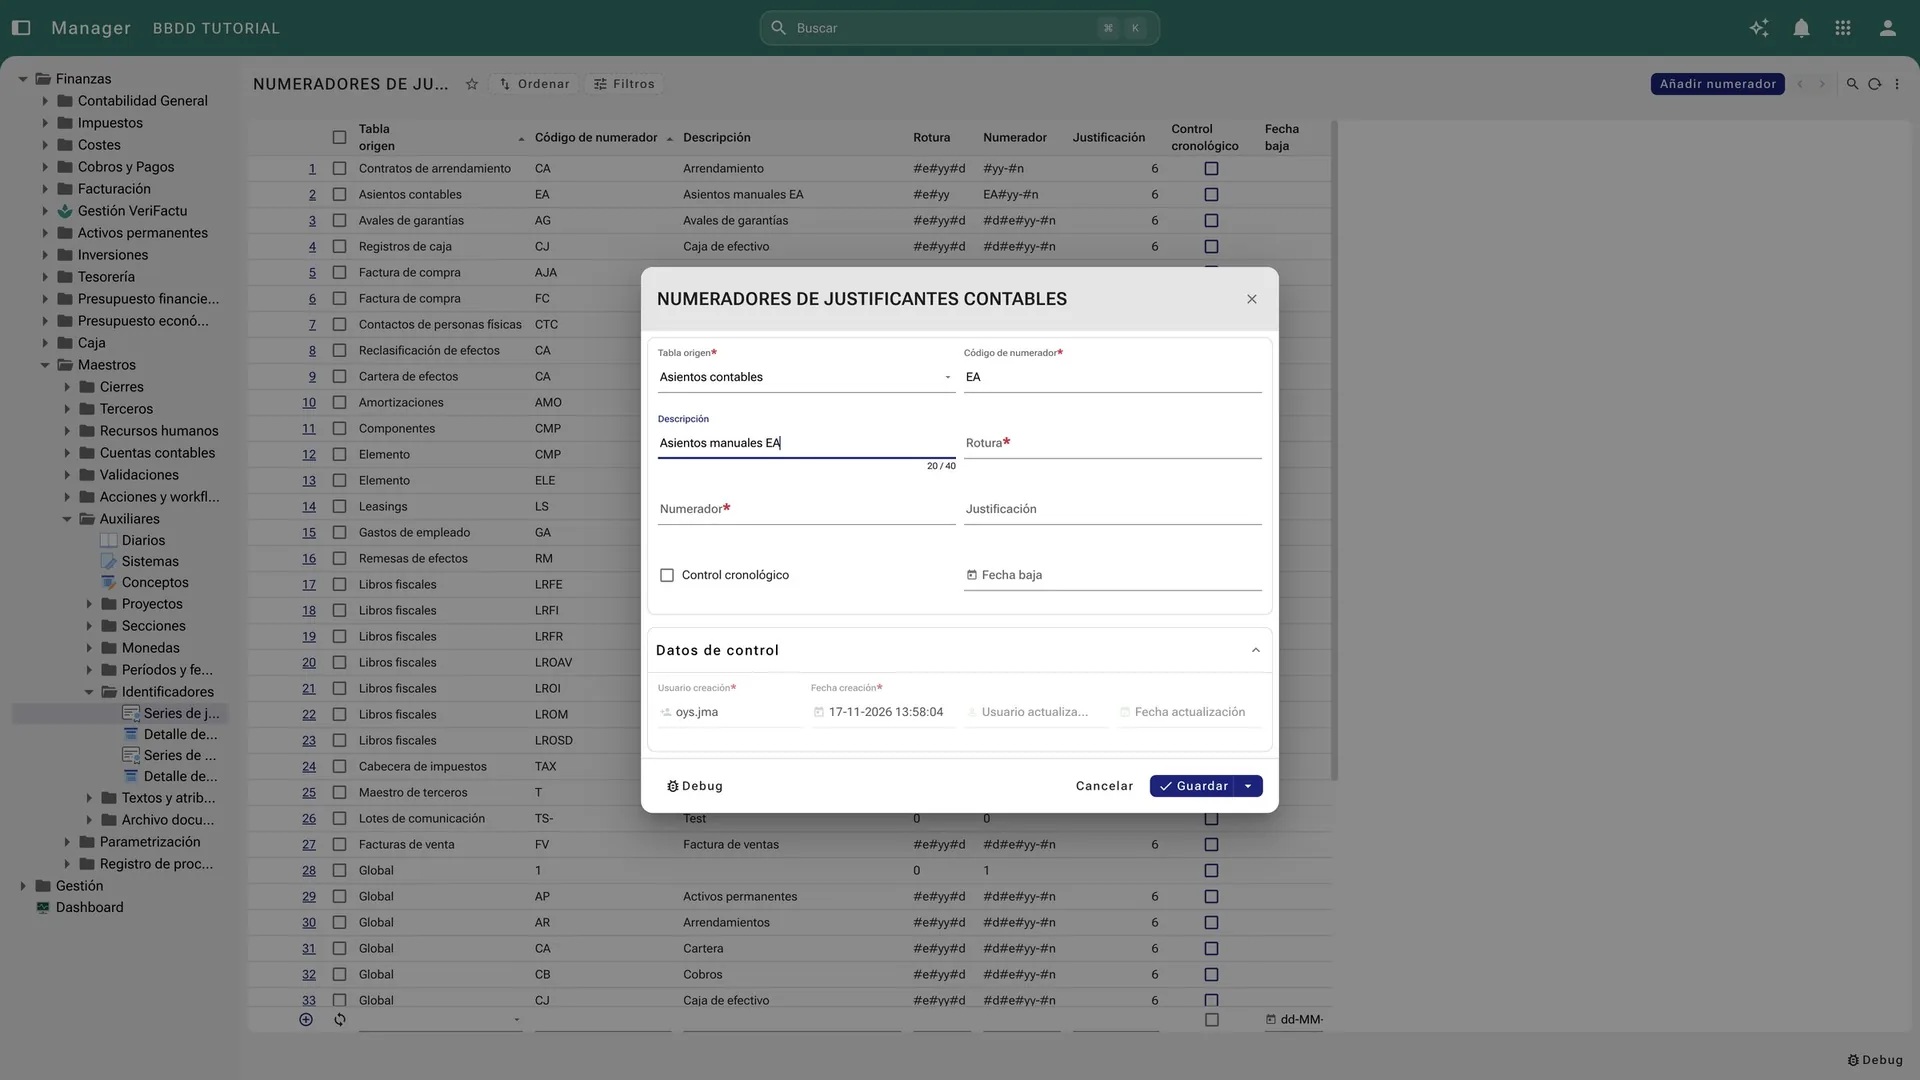 Manager BBDD TUTORIAL
Buscar ⌘ K
Finanzas
Contabilidad General
Impuestos
Costes
Cobros y Pagos
Facturación
Gestión VeriFactu
Activos permanentes
Inversiones
Tesorería
Presupuesto financie...
Presupuesto econó...
Caja
Maestros
Cierres
Terceros
Recursos humanos
Cuentas contables
Validaciones
Acciones y workfl...
Auxiliares
Diarios
Sistemas
Conceptos
Proyectos
Secciones
Monedas
Períodos y fe...
Identificadores
Series de j...
Detalle de...
Series de ...
Detalle de...
Textos y atrib...
Archivo docu...
Parametrización
Registro de proc...
Gestión
Dashboard
NUMERADORES DE JU... Ordenar Filtros Añadir numerador
Tabla origen Código de numerador Descripción Rotura Numerador Justificación Control cronológico Fecha baja
1 Contratos de arrendamiento CA Arrendamiento #e#yy#d #yy-#n 6
2 Asientos contables EA Asientos manuales EA #e#yy EA#yy-#n 6
3 Avales de garantías AG Avales de garantías #e#yy#d #d#e#yy-#n 6
4 Registros de caja CJ Caja de efectivo #e#yy#d #d#e#yy-#n 6
5 Factura de compra AJA
6 Factura de compra FC
7 Contactos de personas físicas CTC
8 Reclasificación de efectos CA
9 Cartera de efectos CA
10 Amortizaciones AMO
11 Componentes CMP
12 Elemento CMP
13 Elemento ELE
14 Leasings LS
15 Gastos de empleado GA
16 Remesas de efectos RM
17 Libros fiscales LRFE
18 Libros fiscales LRFI
19 Libros fiscales LRFR
20 Libros fiscales LROAV
21 Libros fiscales LROI
22 Libros fiscales LROM
23 Libros fiscales LROSD
24 Cabecera de impuestos TAX
25 Maestro de terceros T
26 Lotes de comunicación TS- Test 0 0
27 Facturas de venta FV Factura de ventas #e#yy#d #d#e#yy-#n 6
28 Global 1 0 1
29 Global AP Activos permanentes #e#yy#d #d#e#yy-#n 6
30 Global AR Arrendamientos #e#yy#d #d#e#yy-#n 6
31 Global CA Cartera #e#yy#d #d#e#yy-#n 6
32 Global CB Cobros #e#yy#d #d#e#yy-#n 6
33 Global CJ Caja de efectivo #e#yy#d #d#e#yy-#n 6
dd-MM-
NUMERADORES DE JUSTIFICANTES CONTABLES
Tabla origen* Código de numerador*
Asientos contables EA
Descripción
Asientos manuales EA Rotura*
20 / 40
Numerador* Justificación
Control cronológico Fecha baja
Datos de control
Usuario creación* Fecha creación*
oys.jma 17-11-2026 13:58:04 Usuario actualiza... Fecha actualización
Debug Cancelar Guardar
Debug